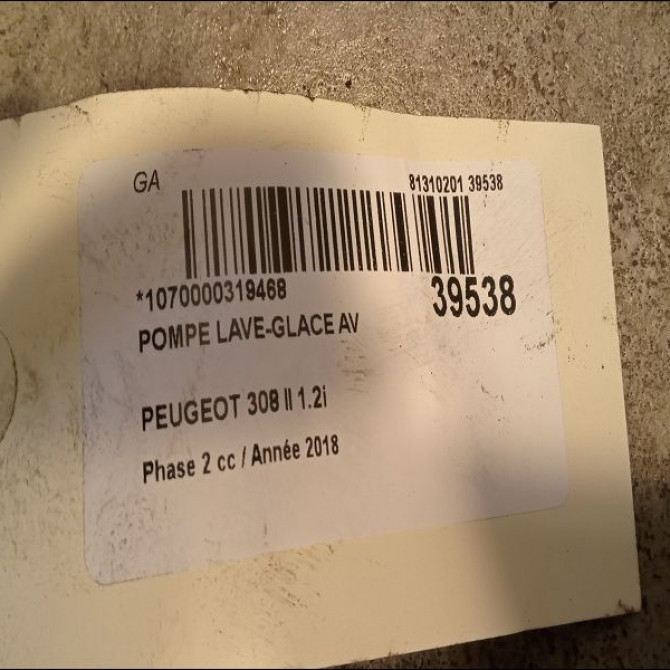 GA 81310201 39538
*1070000319468 39538
POMPE LAVE-GLACE AV
PEUGEOT 308 II 1.2i
Phase 2 cc / Année 2018